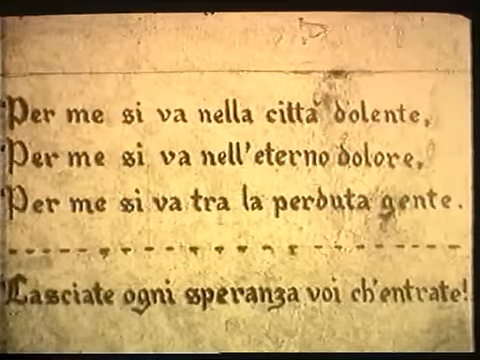 "Per me si va nella città dolente,
"Per me si va nell'eterno dolore,
"Per me si va tra la perduta gente.
"Lasciate ogni speranza voi ch'entrate!